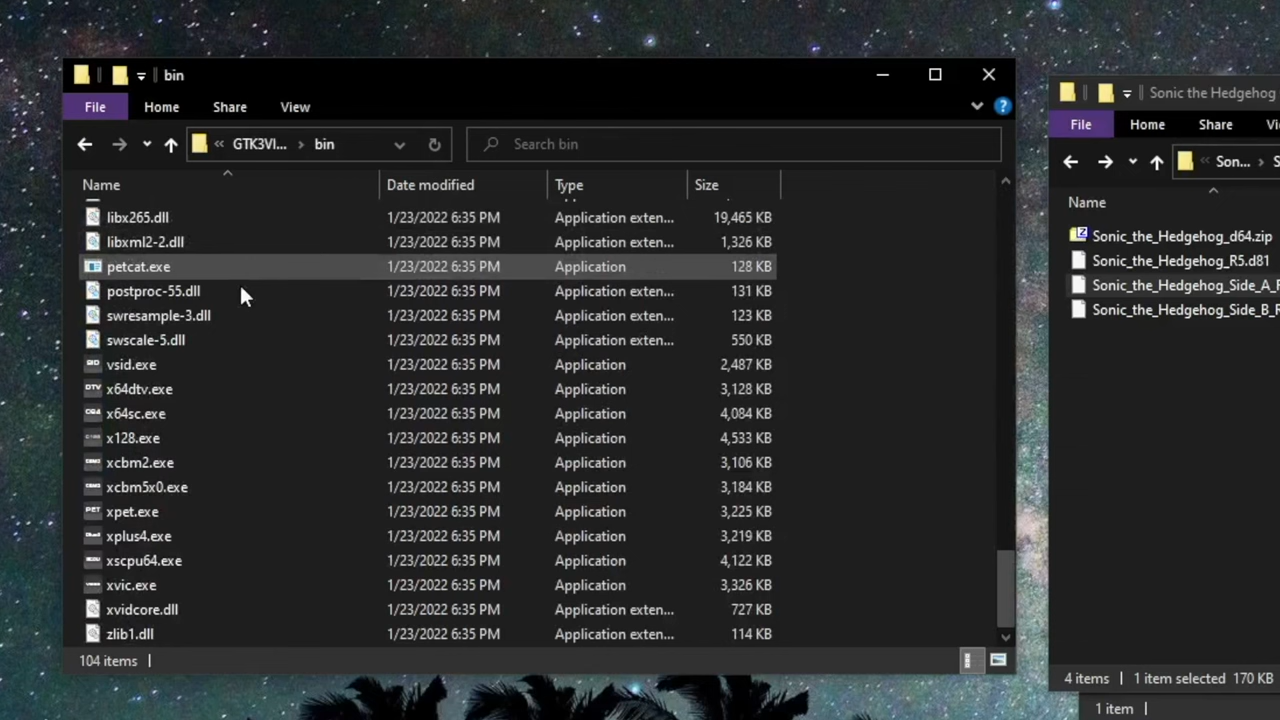 bin
File Home Share View
« GTK3VI... > bin
Search bin
Name Date modified Type Size
libx265.dll 1/23/2022 6:35 PM Application exten... 19,465 KB
libxml2-2.dll 1/23/2022 6:35 PM Application exten... 1,326 KB
petcat.exe 1/23/2022 6:35 PM Application 128 KB
postproc-55.dll 1/23/2022 6:35 PM Application exten... 131 KB
swresample-3.dll 1/23/2022 6:35 PM Application exten... 123 KB
swscale-5.dll 1/23/2022 6:35 PM Application exten... 550 KB
vsid.exe 1/23/2022 6:35 PM Application 2,487 KB
x64dtv.exe 1/23/2022 6:35 PM Application 3,128 KB
x64sc.exe 1/23/2022 6:35 PM Application 4,084 KB
x128.exe 1/23/2022 6:35 PM Application 4,533 KB
xcbm2.exe 1/23/2022 6:35 PM Application 3,106 KB
xcbm5x0.exe 1/23/2022 6:35 PM Application 3,184 KB
xpet.exe 1/23/2022 6:35 PM Application 3,225 KB
xplus4.exe 1/23/2022 6:35 PM Application 3,219 KB
xscpu64.exe 1/23/2022 6:35 PM Application 4,122 KB
xvic.exe 1/23/2022 6:35 PM Application 3,326 KB
xvidcore.dll 1/23/2022 6:35 PM Application exten... 727 KB
zlib1.dll 1/23/2022 6:35 PM Application exten... 114 KB
104 items
Sonic the Hedgehog
File Home Share
« Son... >
Name
Sonic_the_Hedgehog_d64.zip
Sonic_the_Hedgehog_R5.d81
Sonic_the_Hedgehog_Side_A_
Sonic_the_Hedgehog_Side_B_
4 items 1 item selected 170 KB
1 item